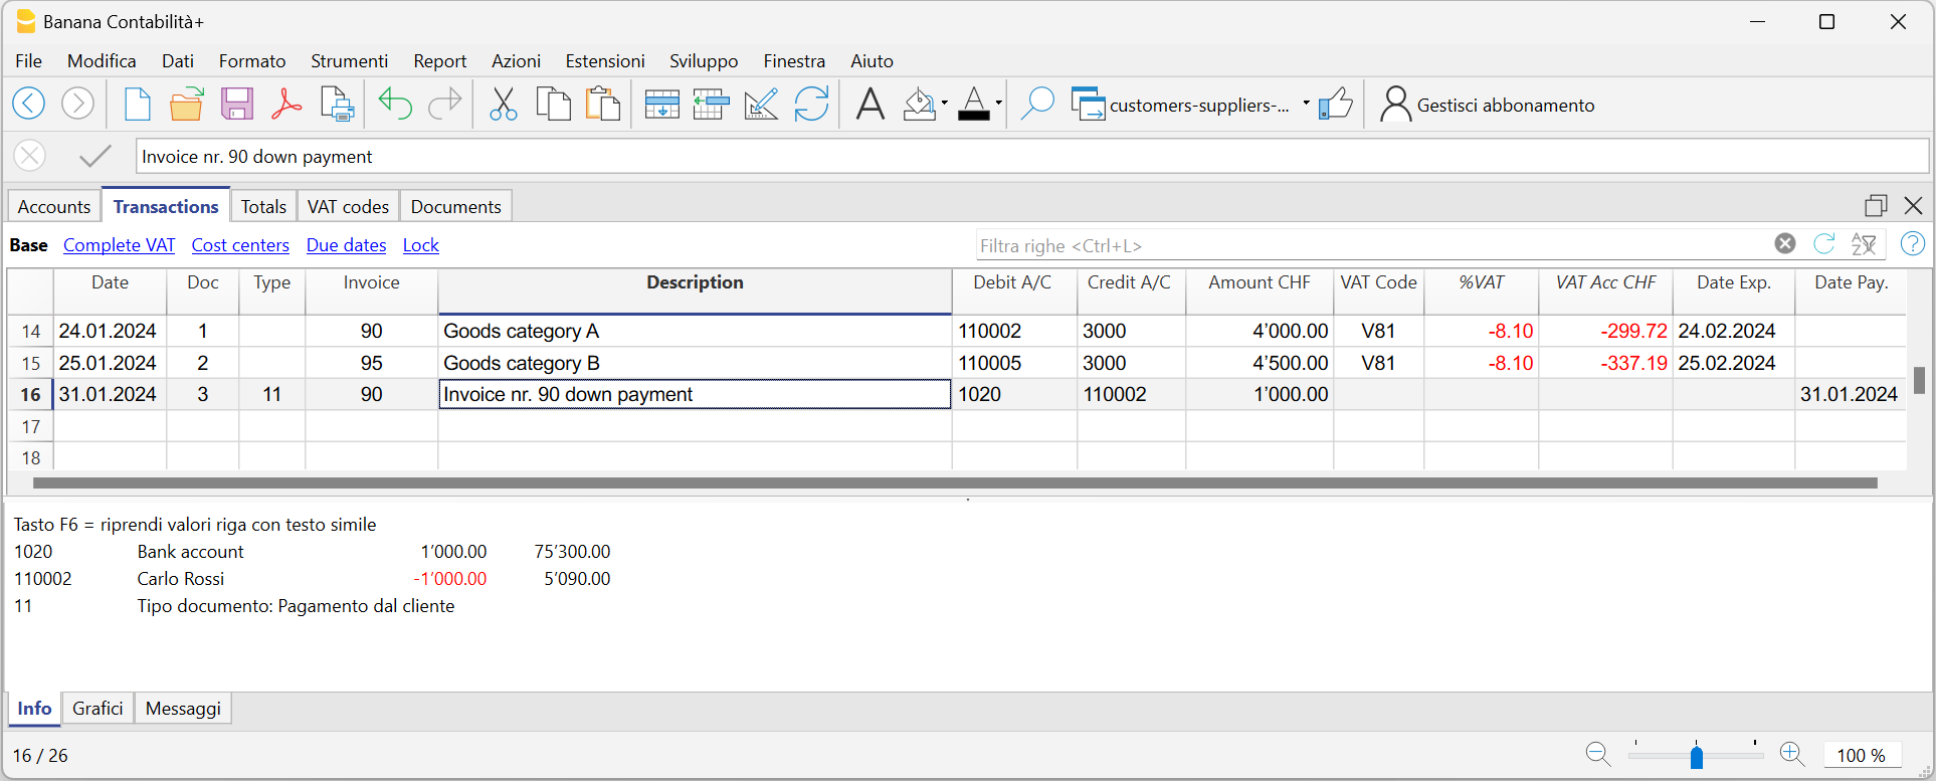 Banana Contabilità+
File Modifica Dati Formato Strumenti Report Azioni Estensioni Sviluppo Finestra Aiuto
customers-suppliers-... Gestisci abbonamento
Invoice nr. 90 down payment
Accounts Transactions Totals VAT codes Documents
Base Complete VAT Cost centers Due dates Lock Filtra righe <Ctrl+L>
Date Doc Type Invoice Description Debit A/C Credit A/C Amount CHF VAT Code %VAT VAT Acc CHF Date Exp. Date Pay.
14 24.01.2024 1 90 Goods category A 110002 3000 4’000.00 V81 -8.10 -299.72 24.02.2024
15 25.01.2024 2 95 Goods category B 110005 3000 4’500.00 V81 -8.10 -337.19 25.02.2024
16 31.01.2024 3 11 90 Invoice nr. 90 down payment 1020 110002 1’000.00 31.01.2024
17
18
Tasto F6 = riprendi valori riga con testo simile
1020 Bank account 1’000.00 75’300.00
110002 Carlo Rossi -1’000.00 5’090.00
11 Tipo documento: Pagamento dal cliente
Info Grafici Messaggi
16 / 26 100 %